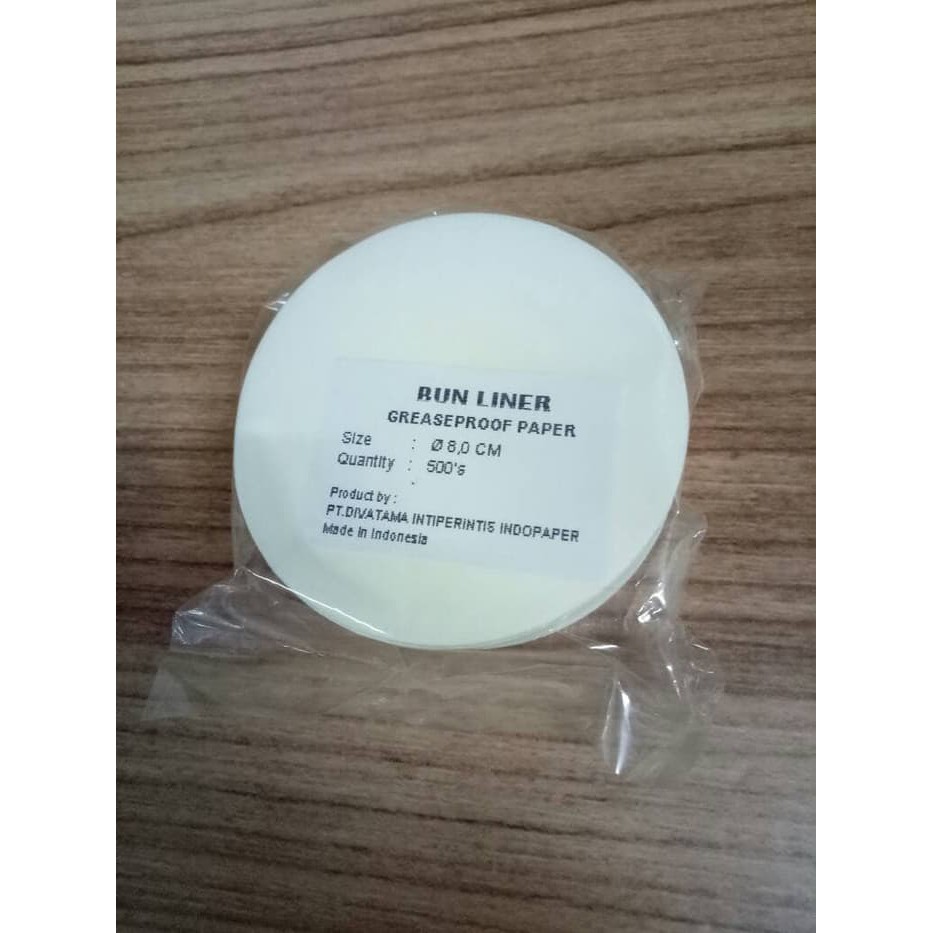 BUN LINER
GREASEPROOF PAPER
Size : Ø 8,0 CM
Quantity : 500's
Product by :
PT.DIVATAMA INTIPERINTIS INDOPAPER
Made In Indonesia